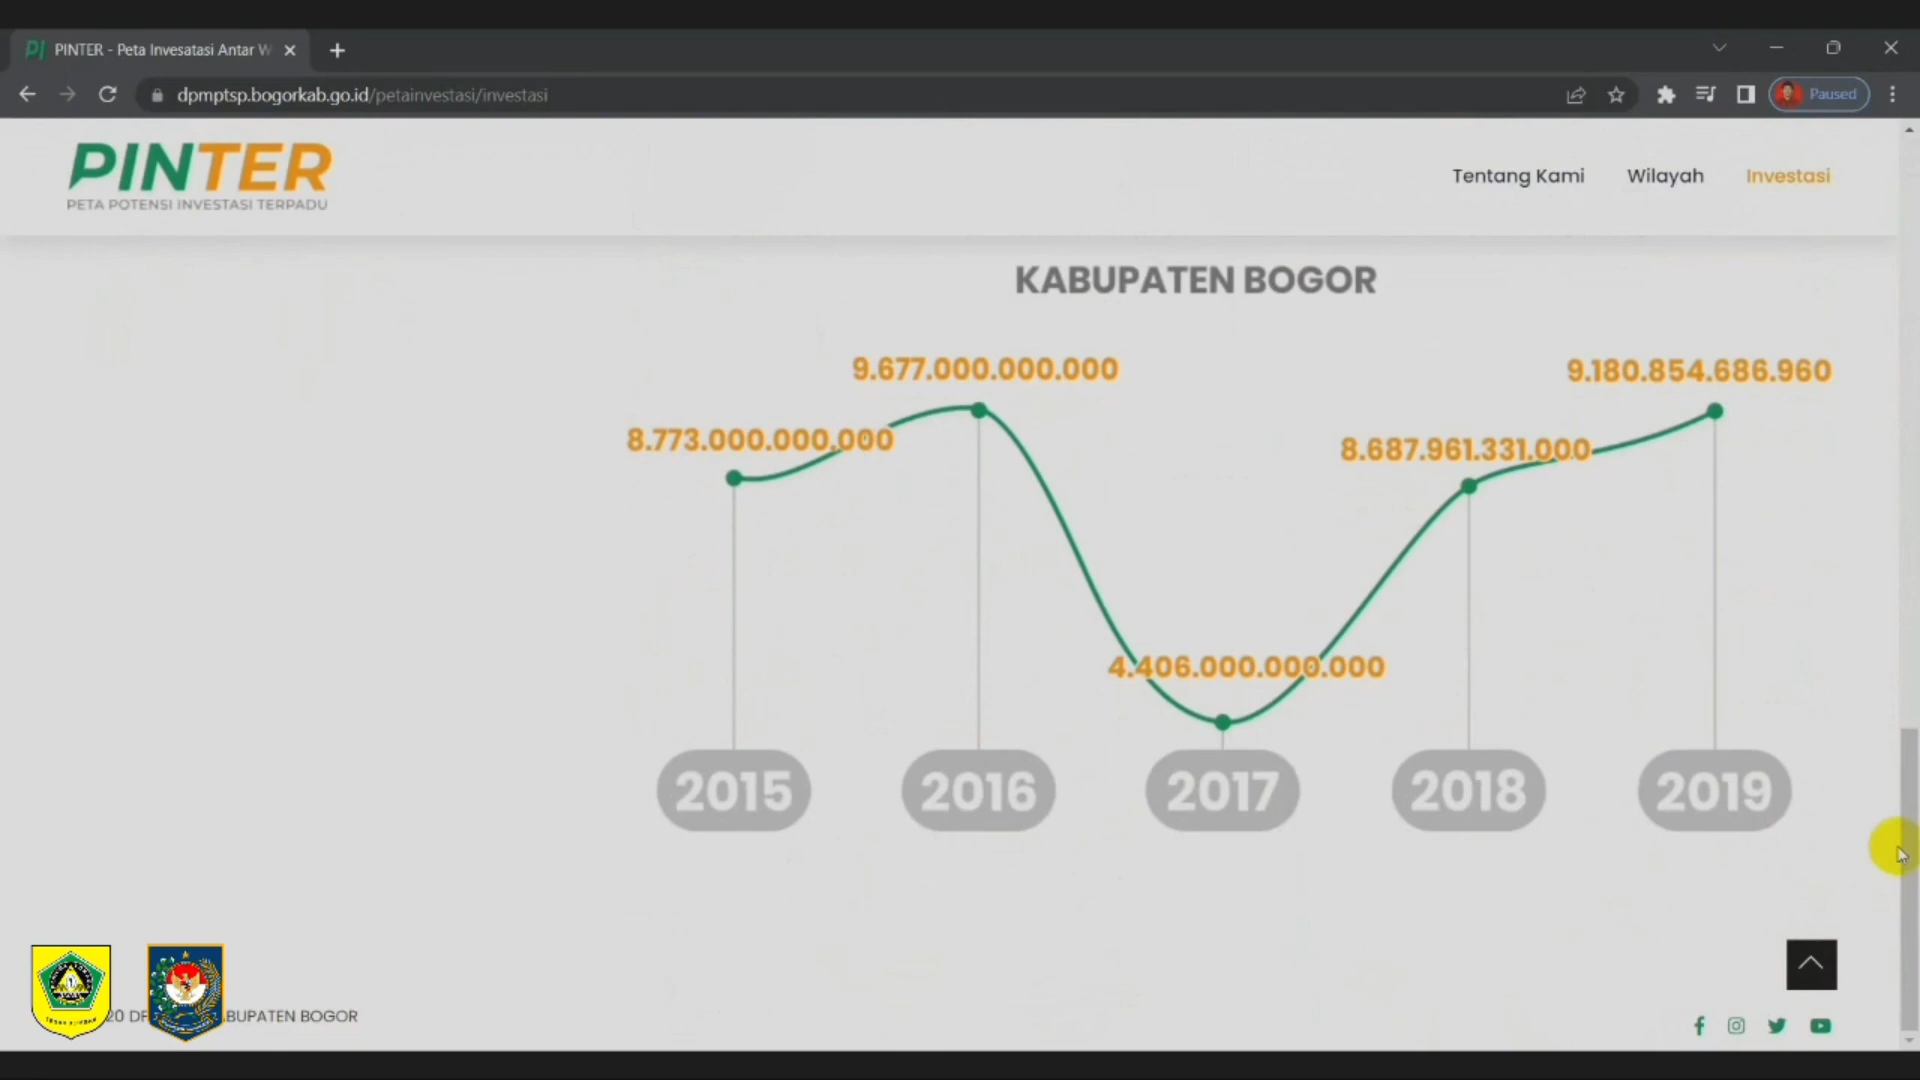 PINTER - Peta Invesatasi Antar W
dpmptsp.bogorkab.go.id/petainvestasi/investasi
Paused
PINTER
PETA POTENSI INVESTASI TERPADU
Tentang Kami
Wilayah
Investasi
KABUPATEN BOGOR
9.677.000.000.000
9.180.854.686.960
8.773.000.000.000
8.687.961.331.000
4.406.000.000.000
2015
2016
2017
2018
2019
20 DP
BUPATEN BOGOR